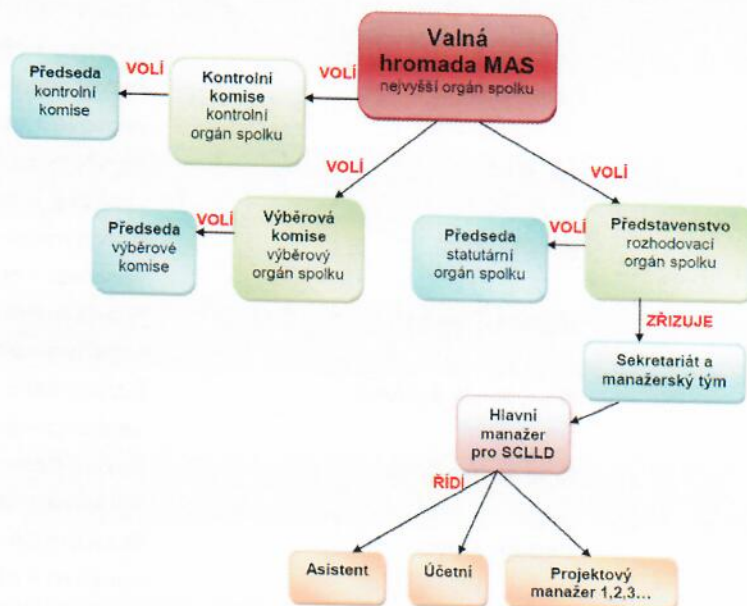 Valná
hromada MAS
nejvyšší orgán spolku
VOLÍ
Kontrolní
komise
kontrolní
orgán spolku
VOLÍ
Předseda
kontrolní
komise
VOLÍ
Výběrová
komise
výběrový
orgán spolku
VOLÍ
Předseda
výběrové
komise
VOLÍ
Představenstvo
rozhodovací
orgán spolku
VOLÍ
Předseda
statutární
orgán spolku
ZŘIZUJE
Sekretariát a
manažerský tým
Hlavní
manažer
pro SCLLD
ŘÍDÍ
Asistent
Účetní
Projektový
manažer 1,2,3...